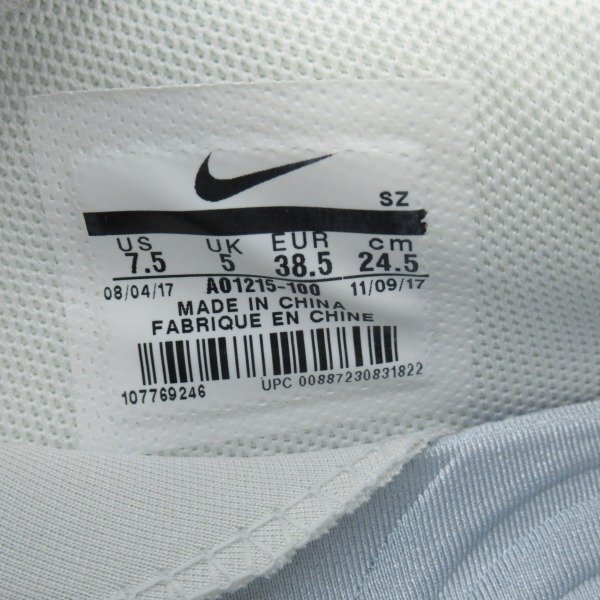 SZ
US UK EUR cm
7.5 5 38.5 24.5
08/04/17 AO1215-100 11/09/17
MADE IN CHINA
FABRIQUE EN CHINE
107769246 UPC 00887230831822